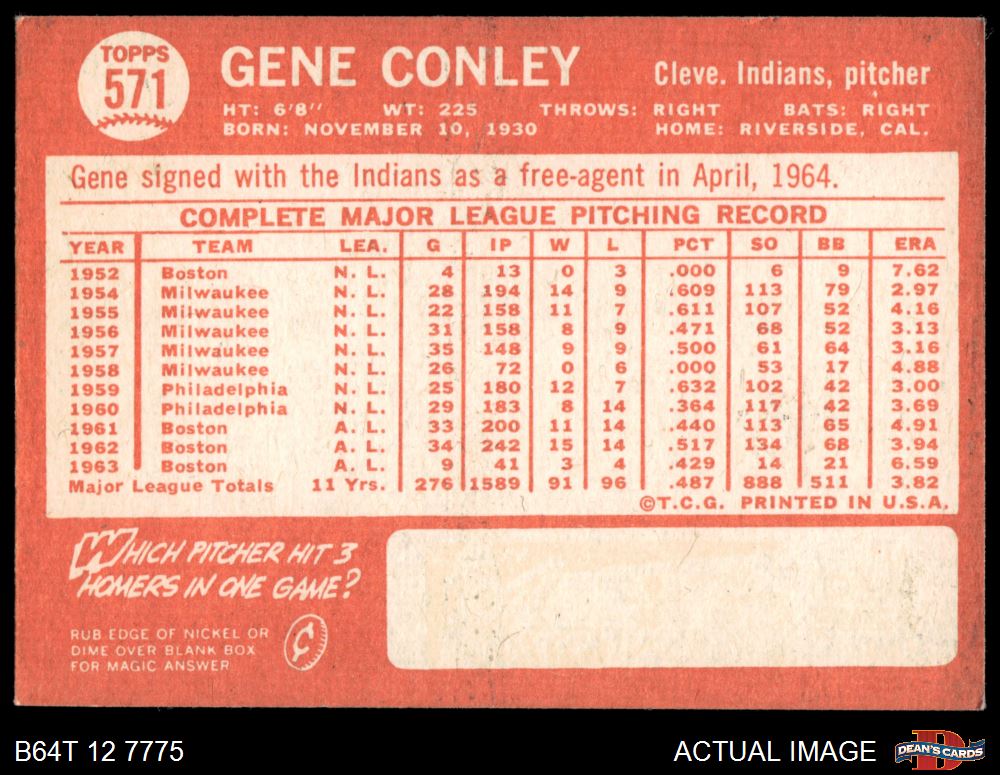 TOPPS
571
GENE CONLEY
Cleve. Indians, pitcher
HT: 6'8" WT: 225 THROWS: RIGHT BATS: RIGHT
BORN: NOVEMBER 10, 1930 HOME: RIVERSIDE, CAL.
Gene signed with the Indians as a free-agent in April, 1964.
COMPLETE MAJOR LEAGUE PITCHING RECORD
YEAR TEAM LEA. G IP W L PCT SO BB ERA
1952 Boston N. L. 4 13 0 3 .000 6 9 7.62
1954 Milwaukee N. L. 28 194 14 9 .609 113 79 2.97
1955 Milwaukee N. L. 22 158 11 7 .611 107 52 4.16
1956 Milwaukee N. L. 31 158 8 9 .471 68 52 3.13
1957 Milwaukee N. L. 35 148 9 9 .500 61 64 3.16
1958 Milwaukee N. L. 26 72 0 6 .000 53 17 4.88
1959 Philadelphia N. L. 25 180 12 7 .632 102 42 3.00
1960 Philadelphia N. L. 29 183 8 14 .364 117 42 3.69
1961 Boston A. L. 33 200 11 14 .440 113 65 4.91
1962 Boston A. L. 34 242 15 14 .517 134 68 3.94
1963 Boston A. L. 9 41 3 4 .429 14 21 6.59
Major League Totals 11 Yrs. 276 1589 91 96 .487 888 511 3.82
©T.C.G. PRINTED IN U.S.A.
WHICH PITCHER HIT 3
HOMERS IN ONE GAME?
RUB EDGE OF NICKEL OR
DIME OVER BLANK BOX
FOR MAGIC ANSWER
B64T 12 7775
ACTUAL IMAGE
DEAN'S CARDS